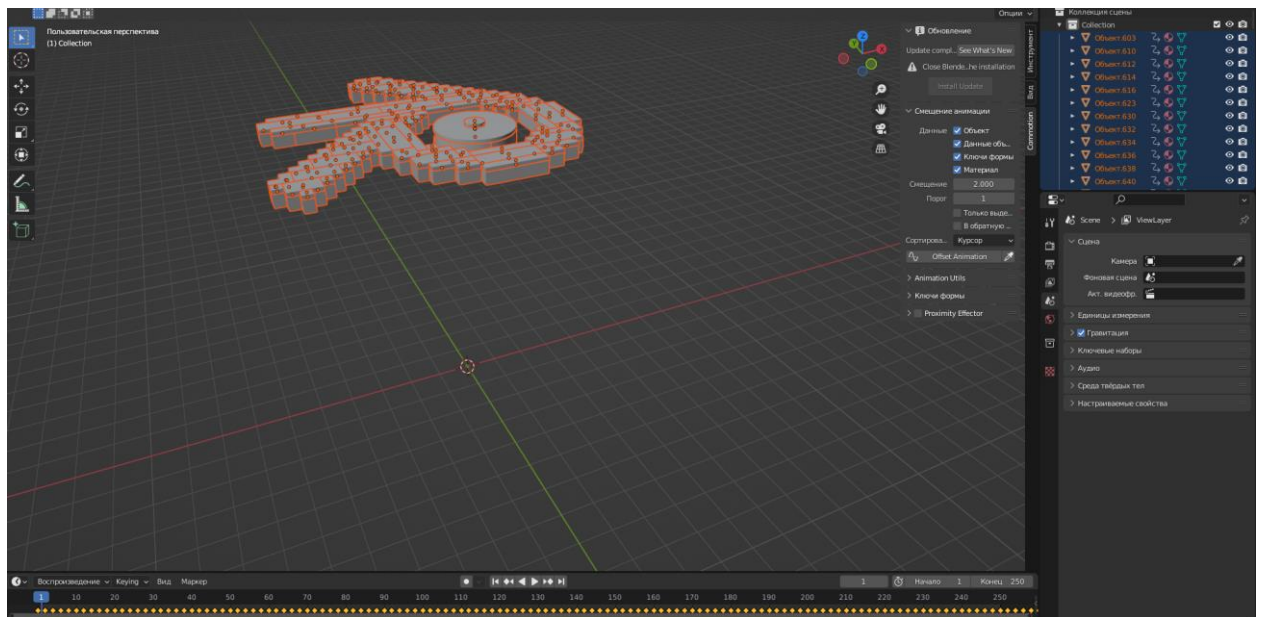 Опции
Пользовательская перспектива
(1) Collection
X
Y
Z
Обновление
Update compl..
See What's New
Close Blende..he installation
Install Update
Смещение анимации
Данные
Объект
Данные объ..
Ключи формы
Материал
Смещение 2.000
Порог 1
Только выде..
В обратную ..
Сортирова.. Курсор
Offset Animation
Animation Utils
Ключи формы
Proximity Effector
Инструмент
Вид
Commotion
Коллекция сцены
Collection
Объект.603
Объект.610
Объект.612
Объект.614
Объект.616
Объект.623
Объект.630
Объект.632
Объект.634
Объект.636
Объект.638
Объект.640
Scene > ViewLayer
Сцена
Камера
Фоновая сцена
Акт. видеофр.
Единицы измерения
Гравитация
Ключевые наборы
Аудио
Среда твёрдых тел
Настраиваемые свойства
Воспроизведение Keying Вид Маркер
1 Начало 1 Конец 250
1 10 20 30 40 50 60 70 80 90 100 110 120 130 140 150 160 170 180 190 200 210 220 230 240 250